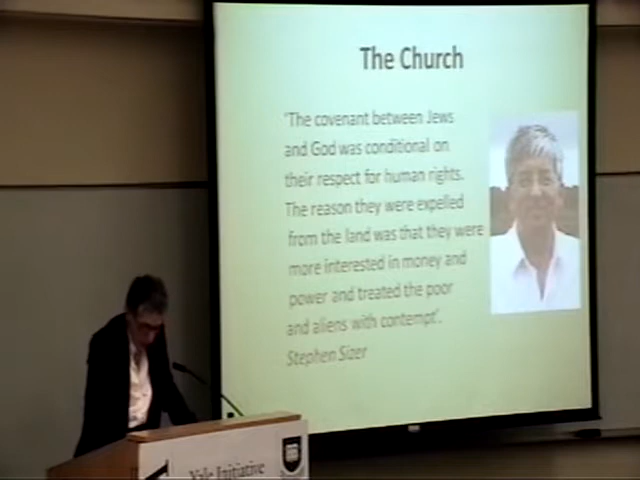 The Church
'The covenant between Jews
and God was conditional on
their respect for human rights.
The reason they were expelled
from the land was that they were
more interested in money and
power and treated the poor
and aliens with contempt'.
Stephen Sizer
Yale Initiative